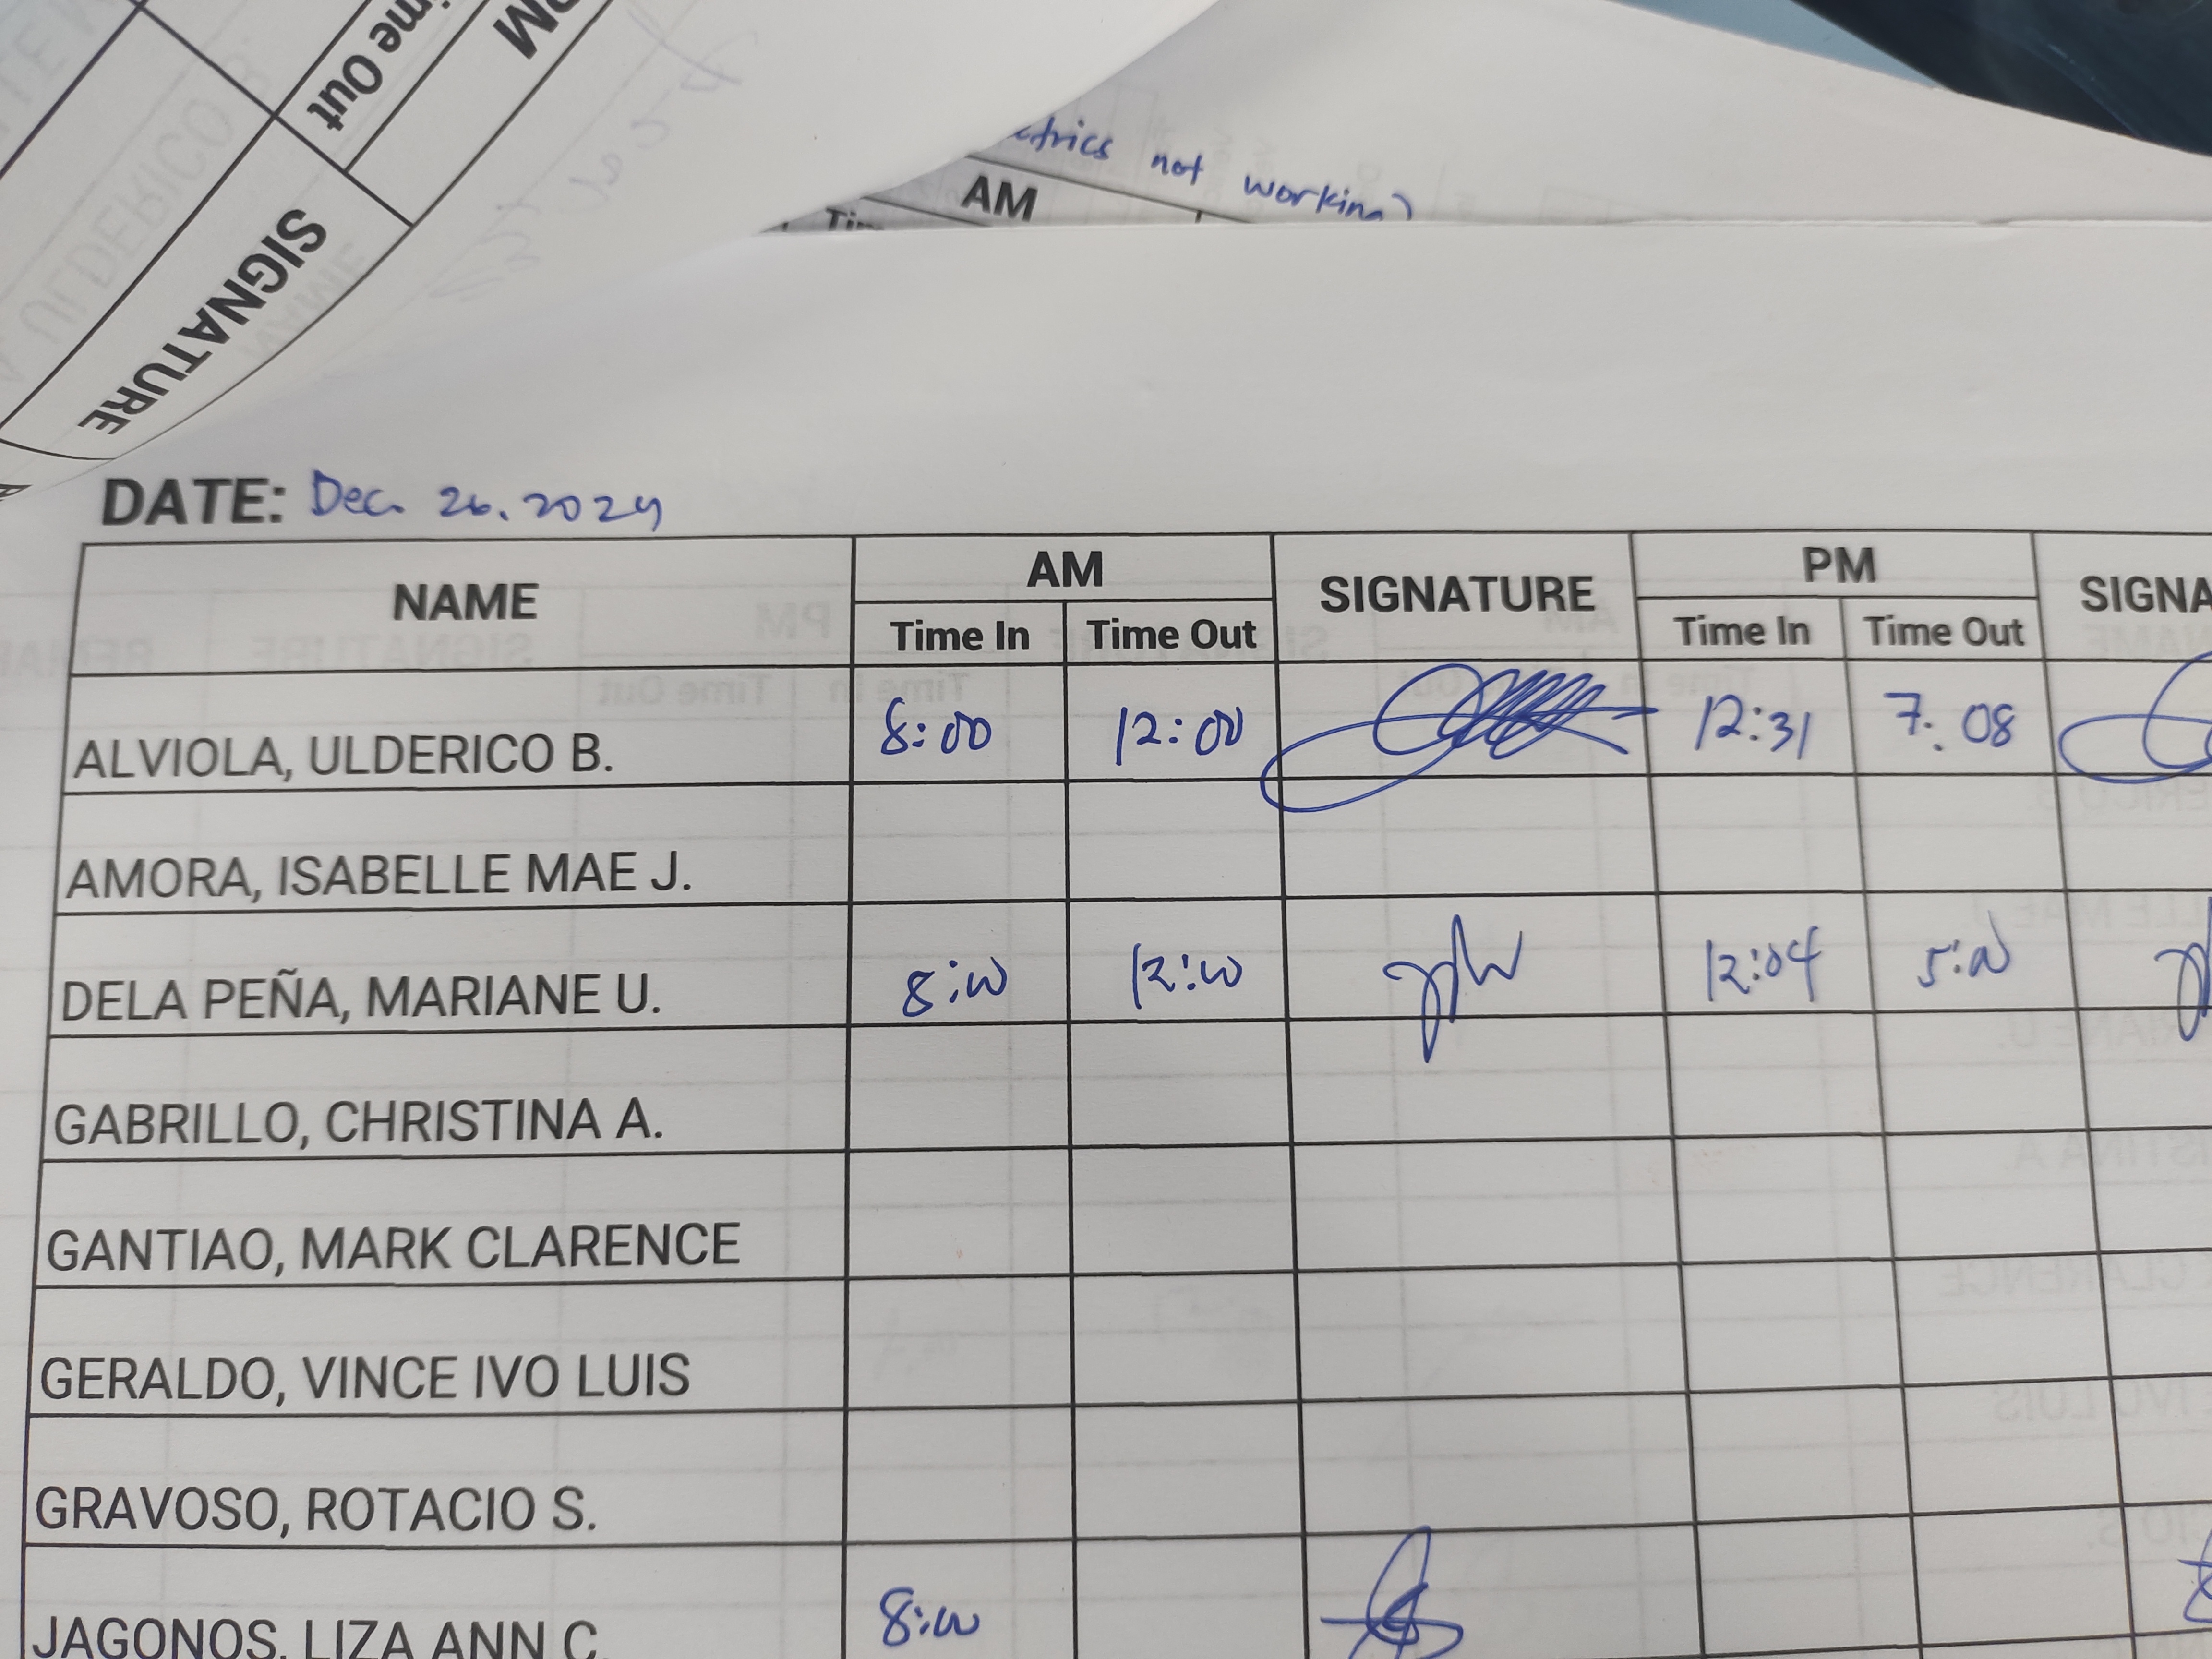 Time Out
PM
SIGNATURE
not working
AM
DATE: Dec. 26. 2024
NAME AM SIGNATURE PM
Time In Time Out Time In Time Out
ALVIOLA, ULDERICO B. 8:00 12:00 12:31 7:08
AMORA, ISABELLE MAE J.
DELA PEÑA, MARIANE U. 8:00 12:00 12:04 5:00
GABRILLO, CHRISTINA A.
GANTIAO, MARK CLARENCE
GERALDO, VINCE IVO LUIS
GRAVOSO, ROTACIO S.
JAGONOS, LIZA ANN C. 8:00